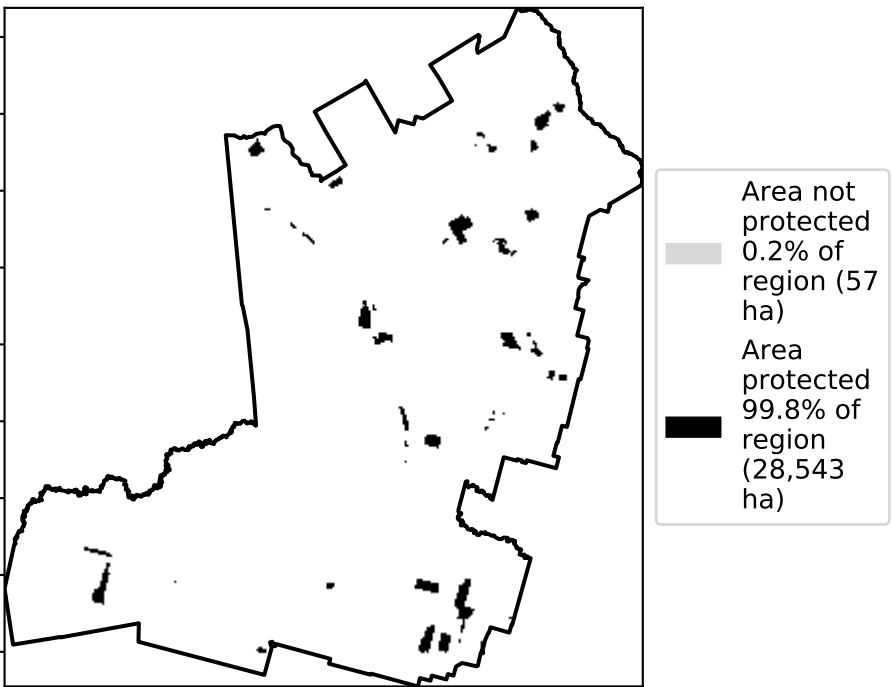 Area not
protected
0.2% of
region (57
ha)
Area
protected
99.8% of
region
(28,543
ha)